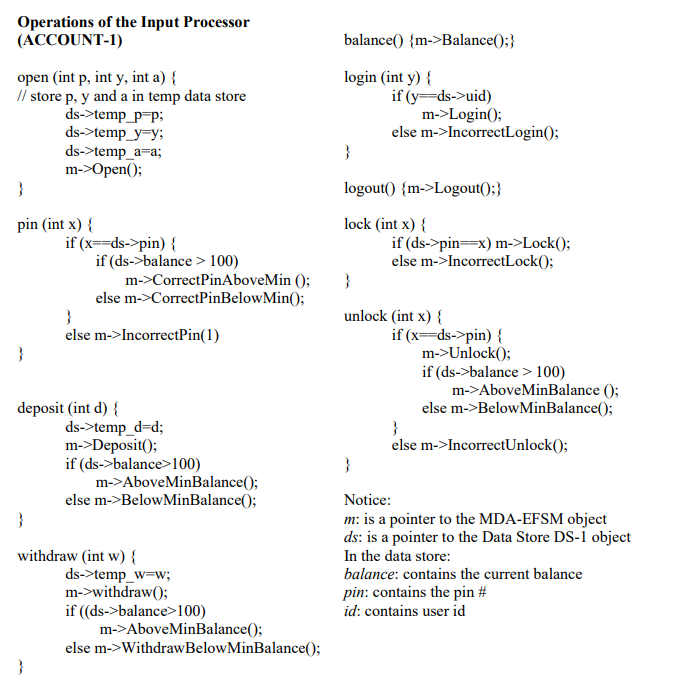 Operations of the Input Processor
(ACCOUNT-1)
open (int p, int y, int a) {
// store p, y and a in temp data store
ds->temp_p=p;
ds->temp_y=y;
ds->temp_a=a;
m->Open();
}
pin (int x) {
if (x==ds->pin) {
if (ds->balance > 100)
m->CorrectPinAboveMin ();
else m->CorrectPinBelowMin();
}
else m->IncorrectPin(1)
}
deposit (int d) {
ds->temp_d=d;
m->Deposit();
if (ds->balance>100)
m->AboveMinBalance();
else m->BelowMinBalance();
}
withdraw (int w) {
ds->temp_w=w;
m->withdraw();
if ((ds->balance>100)
m->AboveMinBalance();
else m->WithdrawBelowMinBalance();
}
balance() {m->Balance();}
login (int y) {
if (y==ds->uid)
m->Login();
else m->IncorrectLogin();
}
logout() {m->Logout();}
lock (int x) {
if (ds->pin==x) m->Lock();
else m->IncorrectLock();
}
unlock (int x) {
if (x==ds->pin) {
m->Unlock();
if (ds->balance > 100)
m->AboveMinBalance ();
else m->BelowMinBalance();
}
else m->IncorrectUnlock();
}
Notice:
m: is a pointer to the MDA-EFSM object
ds: is a pointer to the Data Store DS-1 object
In the data store:
balance: contains the current balance
pin: contains the pin #
id: contains user id